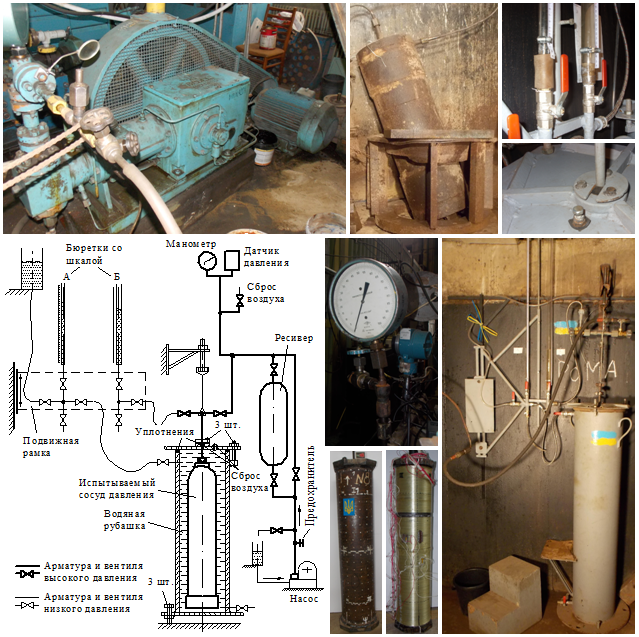 Бюретки со
шкалой
А
Б
Манометр
Датчик
давления
Сброс
воздуха
Ресивер
Подвижная
рамка
Уплотнения
3 шт.
Сброс
воздуха
Испытываемый
сосуд давления
Водяная
рубашка
Предохранитель
Арматура и вентиля
высокого давления
Арматура и вентиля
низкого давления
3 шт.
Насос